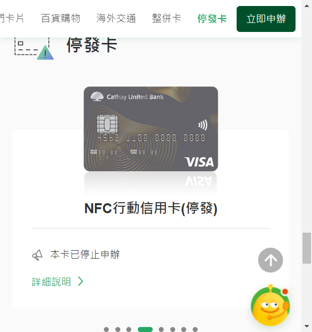 門卡片 百貨購物 海外交通 整併卡 停發卡 立即申辦
停發卡
Cathay United Bank
VISA
NFC行動信用卡(停發)
本卡已停止申辦
詳細說明